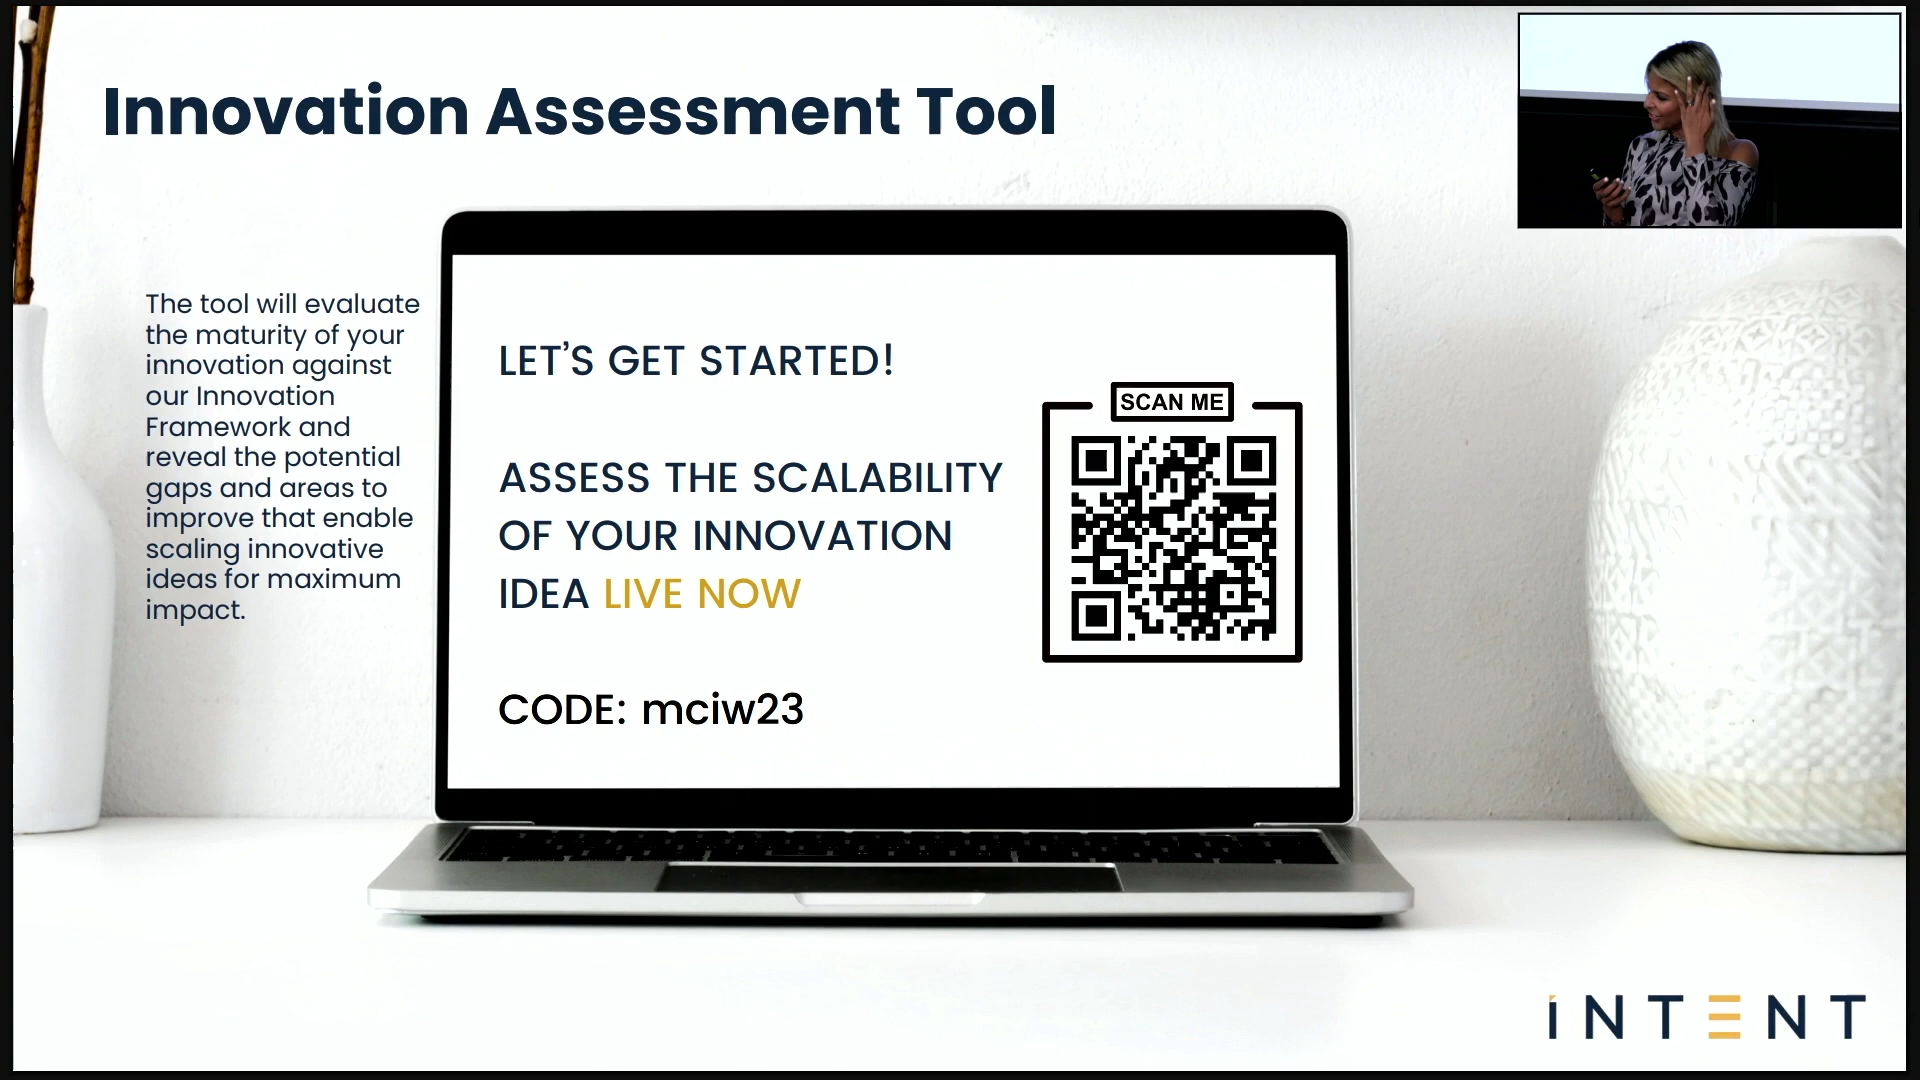 Innovation Assessment Tool
The tool will evaluate
the maturity of your
innovation against
our Innovation
Framework and
reveal the potential
gaps and areas to
improve that enable
scaling innovative
ideas for maximum
impact.
LET’S GET STARTED!
ASSESS THE SCALABILITY
OF YOUR INNOVATION
IDEA LIVE NOW
CODE: mciw23
SCAN ME
INTENT